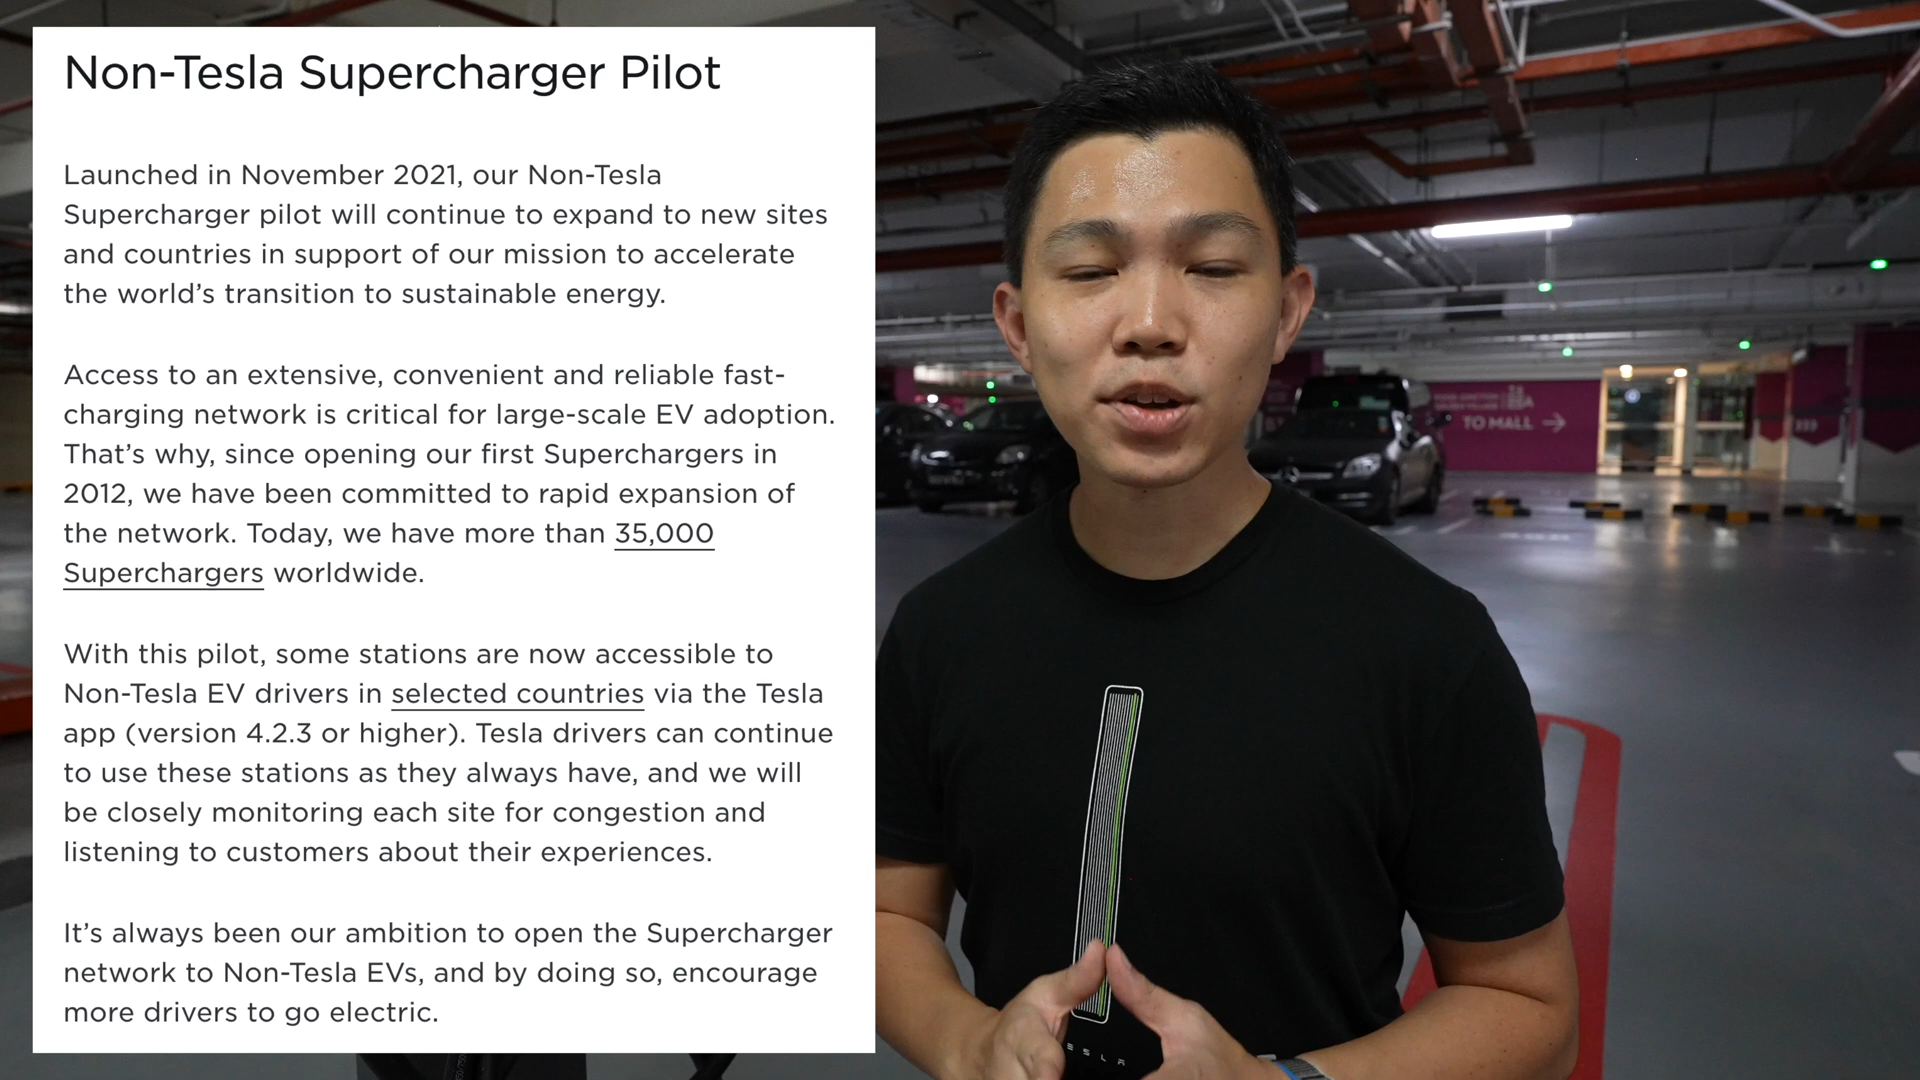 Non-Tesla Supercharger Pilot
Launched in November 2021, our Non-Tesla
Supercharger pilot will continue to expand to new sites
and countries in support of our mission to accelerate
the world’s transition to sustainable energy.
Access to an extensive, convenient and reliable fast-
charging network is critical for large-scale EV adoption.
That’s why, since opening our first Superchargers in
2012, we have been committed to rapid expansion of
the network. Today, we have more than 35,000
Superchargers worldwide.
With this pilot, some stations are now accessible to
Non-Tesla EV drivers in selected countries via the Tesla
app (version 4.2.3 or higher). Tesla drivers can continue
to use these stations as they always have, and we will
be closely monitoring each site for congestion and
listening to customers about their experiences.
It’s always been our ambition to open the Supercharger
network to Non-Tesla EVs, and by doing so, encourage
more drivers to go electric.
TO MALL
ESLA